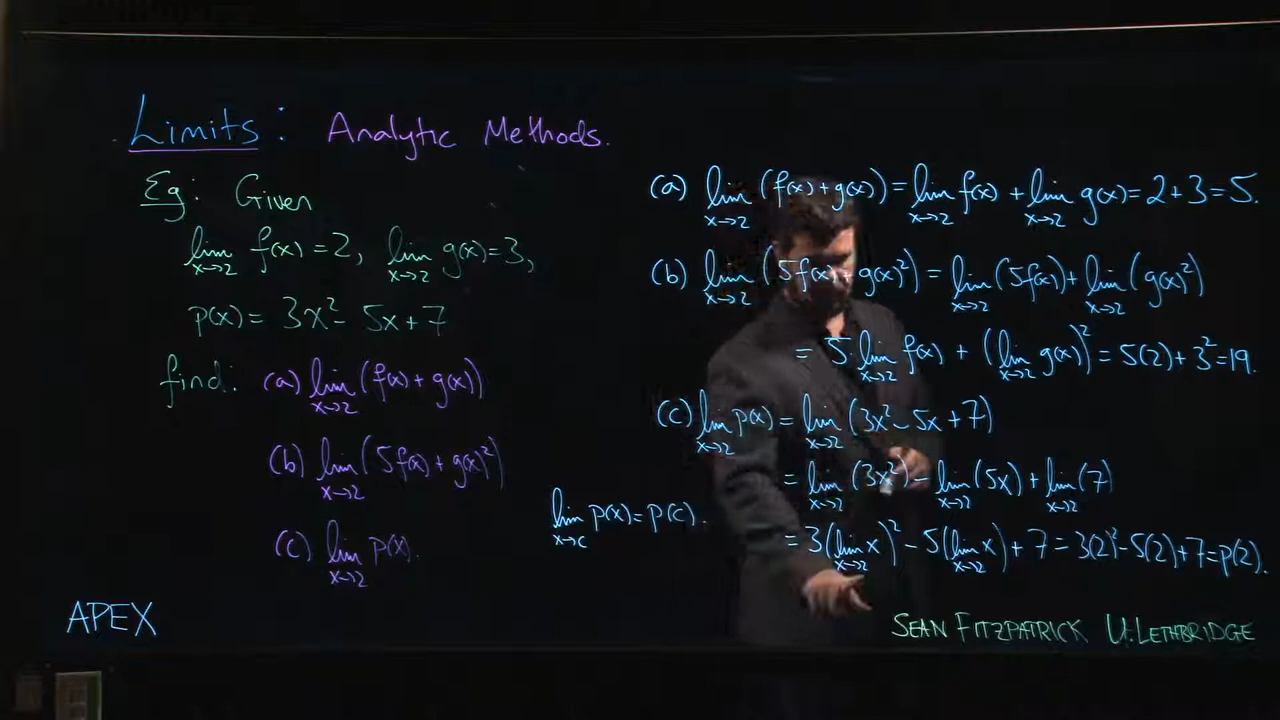 Limits: Analytic Methods.
Eg: Given
lim x→2 f(x) = 2, lim x→2 g(x) = 3,
p(x) = 3x² - 5x + 7
find: (a) lim x→2 (f(x) + g(x))
(b) lim x→2 (5f(x) + g(x)²)
(c) lim x→2 p(x).
APEX
(a) lim x→2 (f(x) + g(x)) = lim x→2 f(x) + lim x→2 g(x) = 2 + 3 = 5.
(b) lim x→2 (5f(x) + g(x)²) = lim x→2 (5f(x)) + lim x→2 (g(x)²)
= 5·lim x→2 f(x) + (lim x→2 g(x))² = 5(2) + 3² = 19.
(c) lim x→2 p(x) = lim x→2 (3x² - 5x + 7)
= lim x→2 (3x²) - lim x→2 (5x) + lim x→2 (7)
lim x→c p(x) = p(c).
= 3(lim x→2 x)² - 5(lim x→2 x) + 7 = 3(2)² - 5(2) + 7 = p(2).
SEAN FITZPATRICK U. LETHBRIDGE